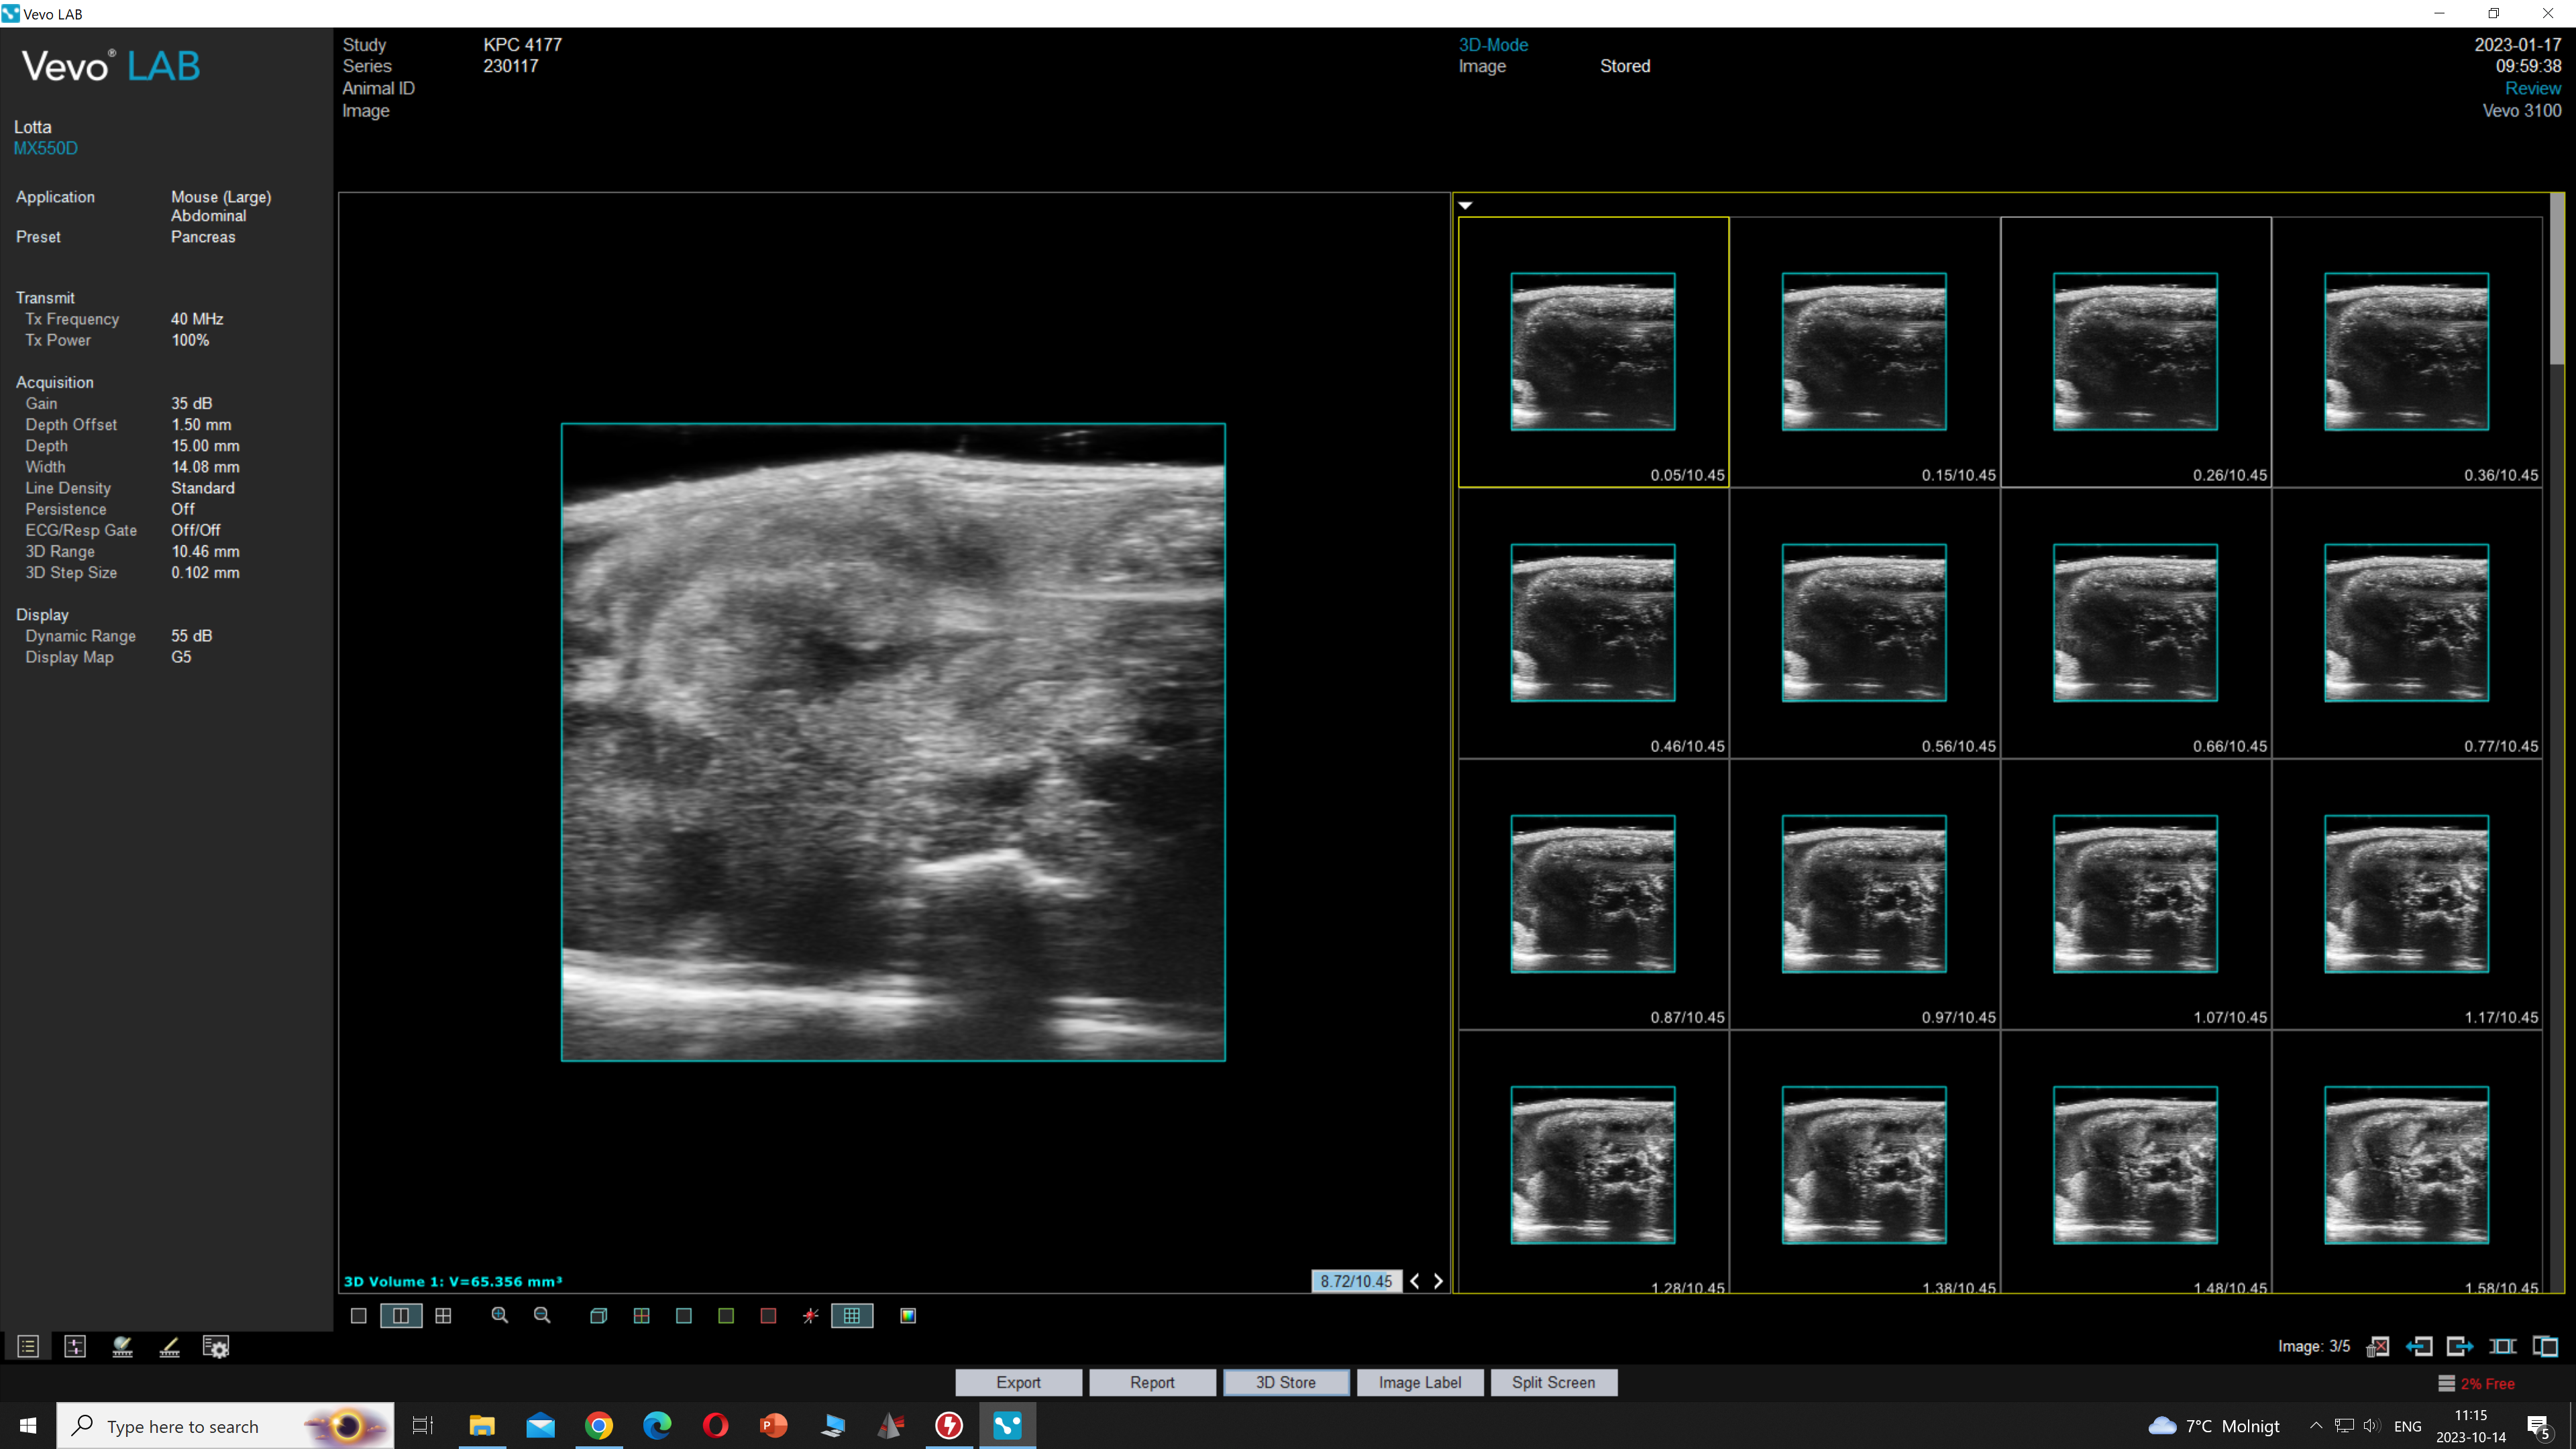 Vevo LAB
Vevo® LAB
Lotta
MX550D
Application Mouse (Large)
Abdominal
Preset Pancreas
Transmit
Tx Frequency 40 MHz
Tx Power 100%
Acquisition
Gain 35 dB
Depth Offset 1.50 mm
Depth 15.00 mm
Width 14.08 mm
Line Density Standard
Persistence Off
ECG/Resp Gate Off/Off
3D Range 10.46 mm
3D Step Size 0.102 mm
Display
Dynamic Range 55 dB
Display Map G5
Study KPC 4177
Series 230117
Animal ID
Image
3D-Mode
Image Stored
2023-01-17
09:59:38
Review
Vevo 3100
0.05/10.45 0.15/10.45 0.26/10.45 0.36/10.45
0.46/10.45 0.56/10.45 0.66/10.45 0.77/10.45
0.87/10.45 0.97/10.45 1.07/10.45 1.17/10.45
1.28/10.45 1.38/10.45 1.48/10.45 1.58/10.45
3D Volume 1: V=65.356 mm³
8.72/10.45
Image: 3/5
Export Report 3D Store Image Label Split Screen
2% Free
Type here to search
7°C Molnigt
ENG
11:15
2023-10-14
5